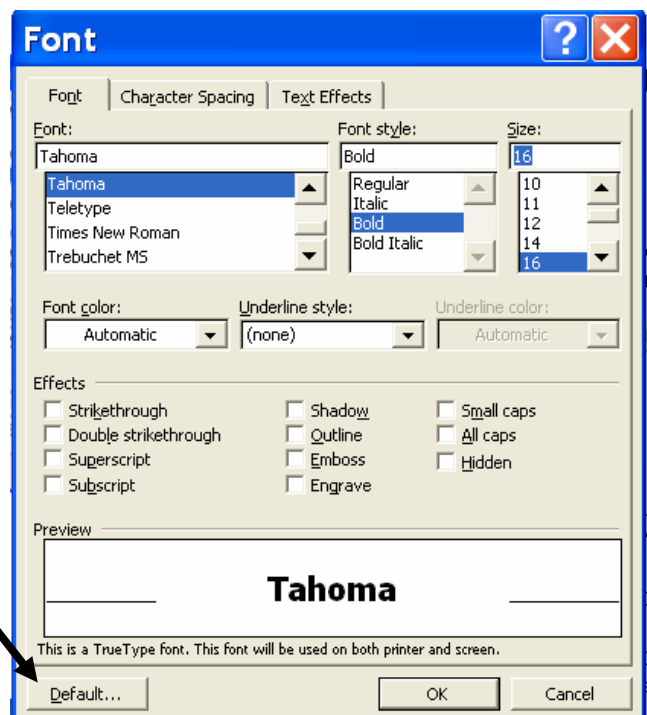 Font
?
Font Character Spacing Text Effects
Font: Font style: Size:
Tahoma Bold 16
Tahoma Regular 10
Teletype Italic 11
Times New Roman Bold 12
Trebuchet MS Bold Italic 14
16
Font color: Underline style: Underline color:
Automatic (none) Automatic
Effects
Strikethrough Shadow Small caps
Double strikethrough Outline All caps
Superscript Emboss Hidden
Subscript Engrave
Preview
Tahoma
This is a TrueType font. This font will be used on both printer and screen.
Default... OK Cancel